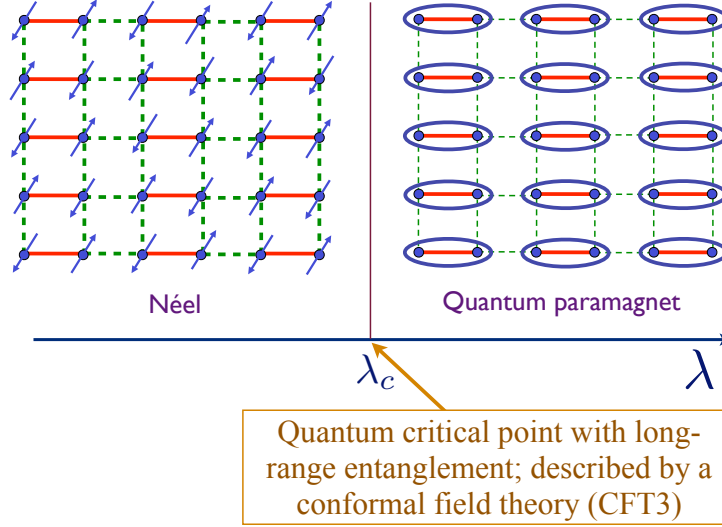 Néel
Quantum paramagnet
λc
λ
Quantum critical point with long-
range entanglement; described by a
conformal field theory (CFT3)